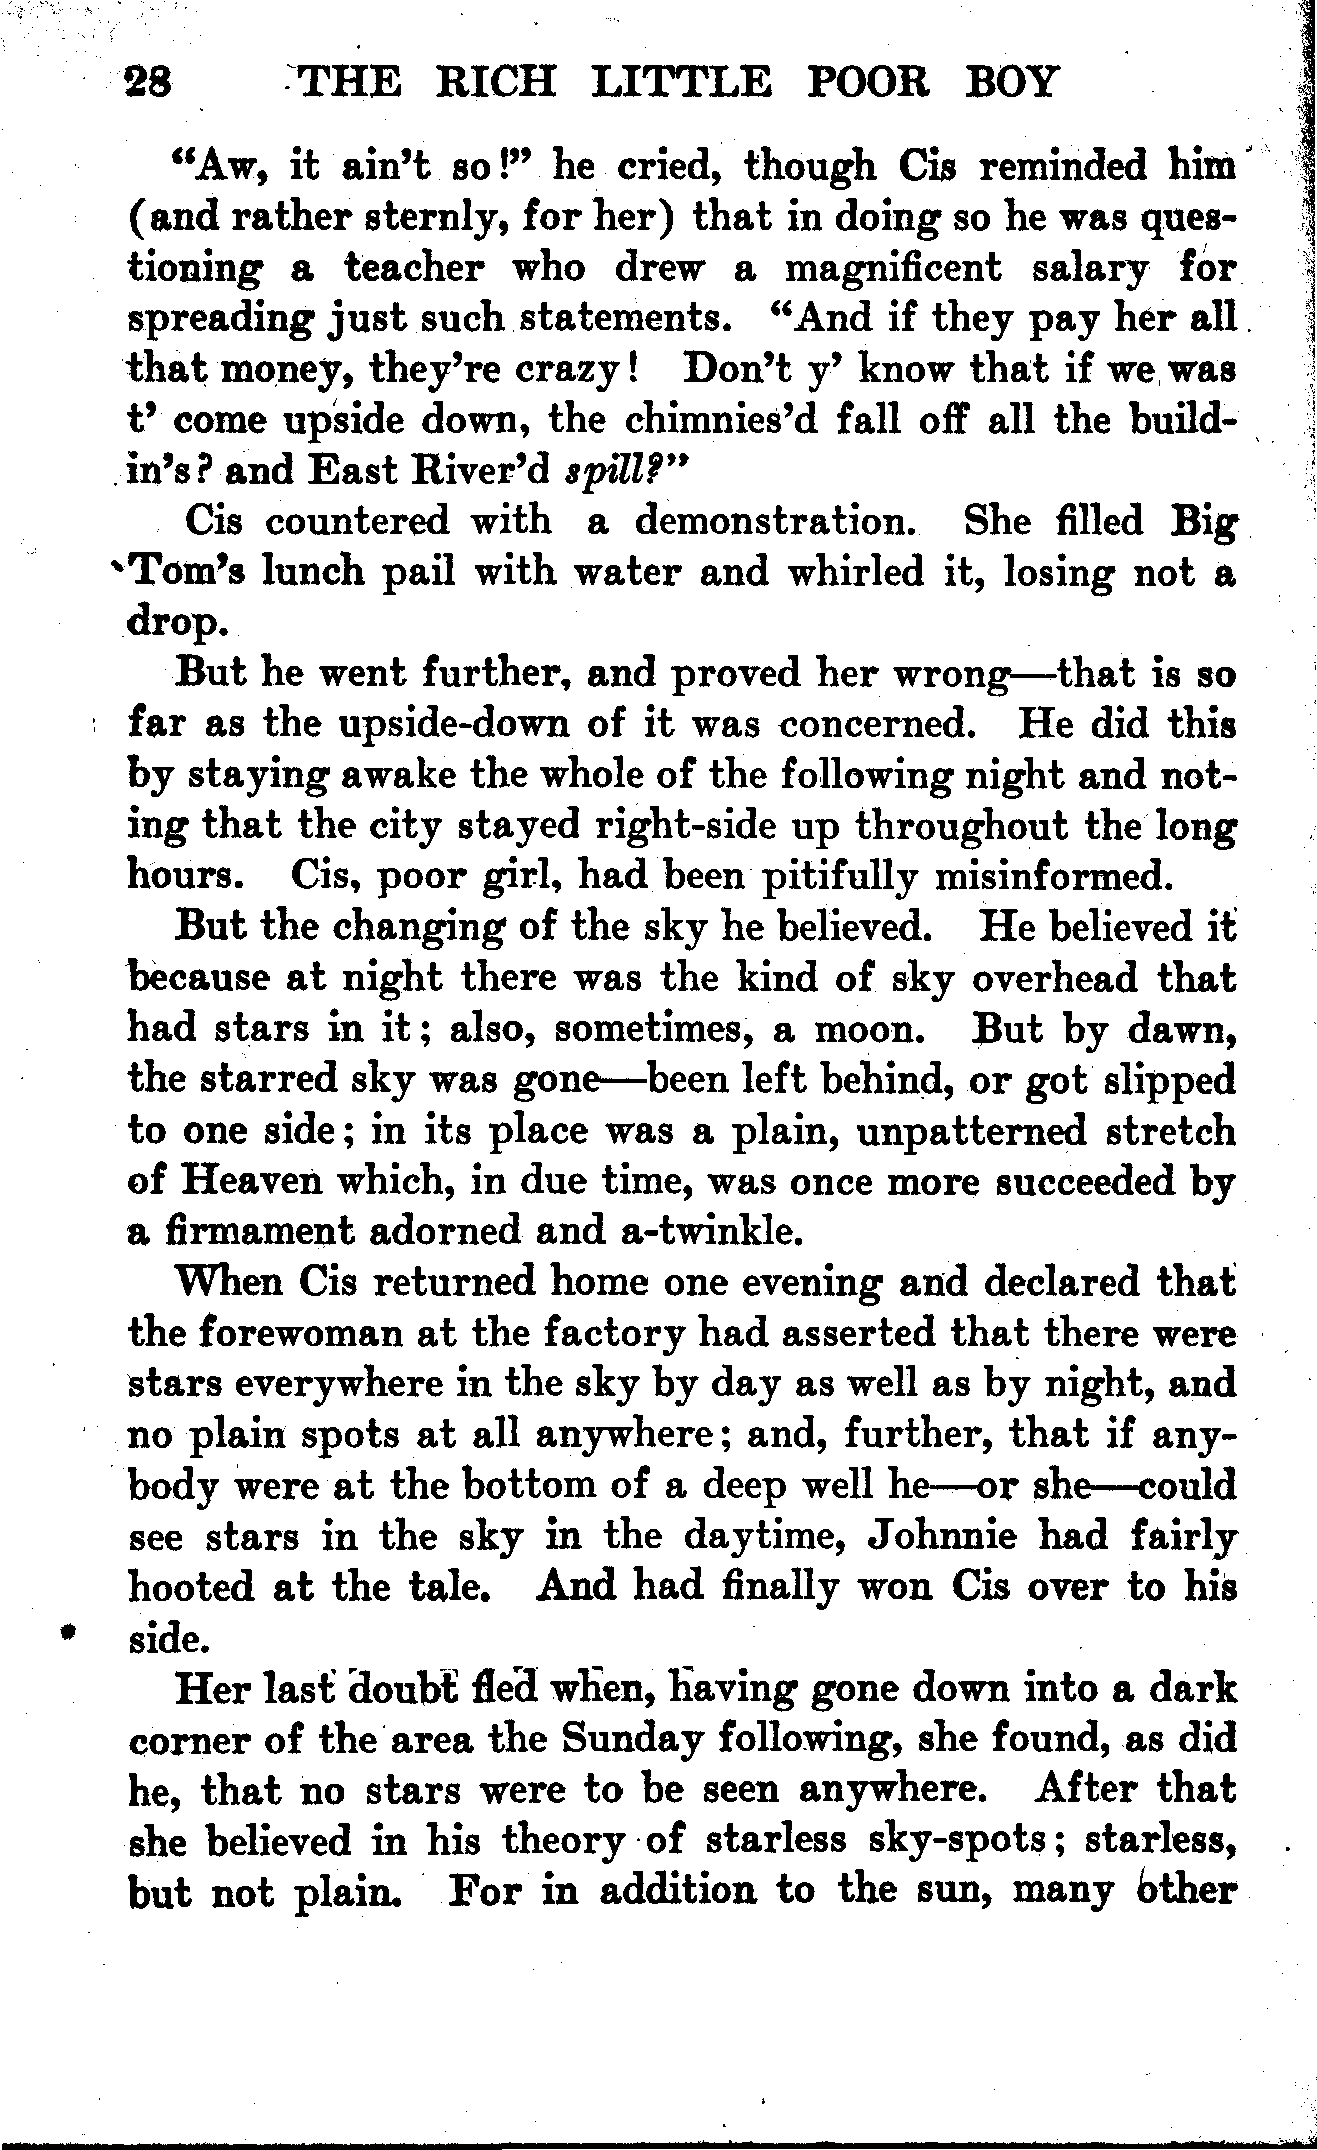 28 THE RICH LITTLE POOR BOY
“Aw, it ain’t so!” he cried, though Cis reminded him
(and rather sternly, for her) that in doing so he was ques-
tioning a teacher who drew a magnificent salary for
spreading just such statements. “And if they pay her all
that money, they’re crazy! Don’t y’ know that if we was
t’ come upside down, the chimnies’d fall off all the build-
in’s? and East River’d spill?”
Cis countered with a demonstration. She filled Big
Tom’s lunch pail with water and whirled it, losing not a
drop.
But he went further, and proved her wrong—that is so
far as the upside-down of it was concerned. He did this
by staying awake the whole of the following night and not-
ing that the city stayed right-side up throughout the long
hours. Cis, poor girl, had been pitifully misinformed.
But the changing of the sky he believed. He believed it
because at night there was the kind of sky overhead that
had stars in it; also, sometimes, a moon. But by dawn,
the starred sky was gone—been left behind, or got slipped
to one side; in its place was a plain, unpatterned stretch
of Heaven which, in due time, was once more succeeded by
a firmament adorned and a-twinkle.
When Cis returned home one evening and declared that
the forewoman at the factory had asserted that there were
stars everywhere in the sky by day as well as by night, and
no plain spots at all anywhere; and, further, that if any-
body were at the bottom of a deep well he—or she—could
see stars in the sky in the daytime, Johnnie had fairly
hooted at the tale. And had finally won Cis over to his
side.
Her last doubt fled when, having gone down into a dark
corner of the area the Sunday following, she found, as did
he, that no stars were to be seen anywhere. After that
she believed in his theory of starless sky-spots; starless,
but not plain. For in addition to the sun, many other